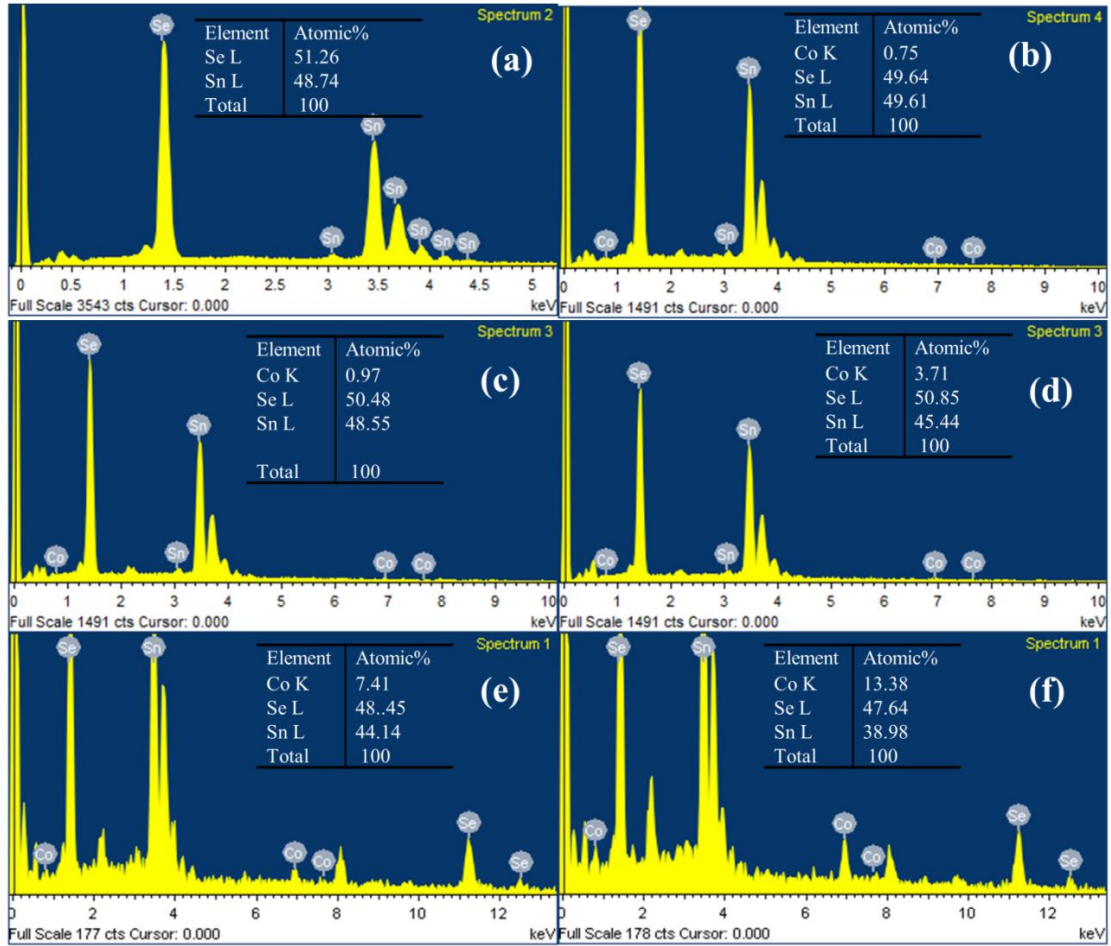 Spectrum 2
(a)
Element Atomic%
Se L 51.26
Sn L 48.74
Total 100
Se
Sn
Sn
Sn
Sn
Sn
Sn
0 0.5 1 1.5 2 2.5 3 3.5 4 4.5 5
Full Scale 3543 cts Cursor: 0.000 keV
Spectrum 4
(b)
Element Atomic%
Co K 0.75
Se L 49.64
Sn L 49.61
Total 100
Se
Sn
Co
Sn
Co
Co
1 2 3 4 5 6 7 8 9 10
Full Scale 1491 cts Cursor: 0.000 keV
Spectrum 3
(c)
Element Atomic%
Co K 0.97
Se L 50.48
Sn L 48.55
Total 100
Se
Sn
Co
Sn
Co
Co
0 1 2 3 4 5 6 7 8 9 10
Full Scale 1491 cts Cursor: 0.000 keV
Spectrum 3
(d)
Element Atomic%
Co K 3.71
Se L 50.85
Sn L 45.44
Total 100
Se
Sn
Co
Sn
Co
Co
0 1 2 3 4 5 6 7 8 9 10
Full Scale 1491 cts Cursor: 0.000 keV
Spectrum 1
(e)
Element Atomic%
Co K 7.41
Se L 48..45
Sn L 44.14
Total 100
Se
Sn
Co
Co
Co
Se
Se
0 2 4 6 8 10 12
Full Scale 177 cts Cursor: 0.000 keV
Spectrum 1
(f)
Element Atomic%
Co K 13.38
Se L 47.64
Sn L 38.98
Total 100
Se
Sn
Co
Co
Co
Se
Se
0 2 4 6 8 10 12
Full Scale 178 cts Cursor: 0.000 keV